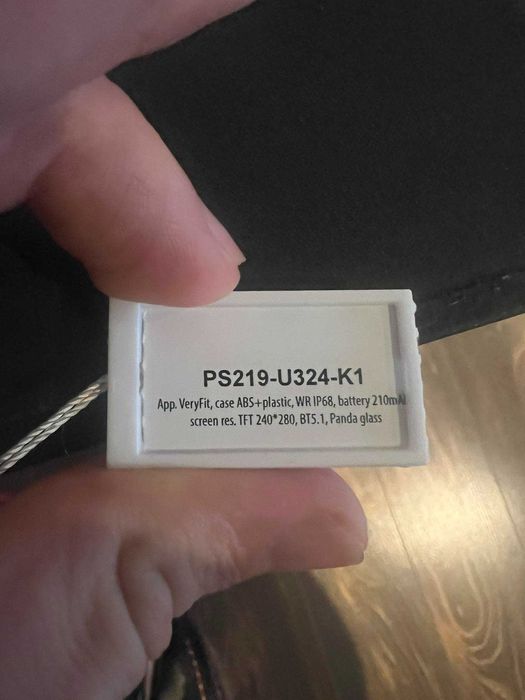 PS219-U324-K1
App. VeryFit, case ABS+plastic, WR IP68, battery 210mAl
screen res. TFT 240*280, BT5.1, Panda glass